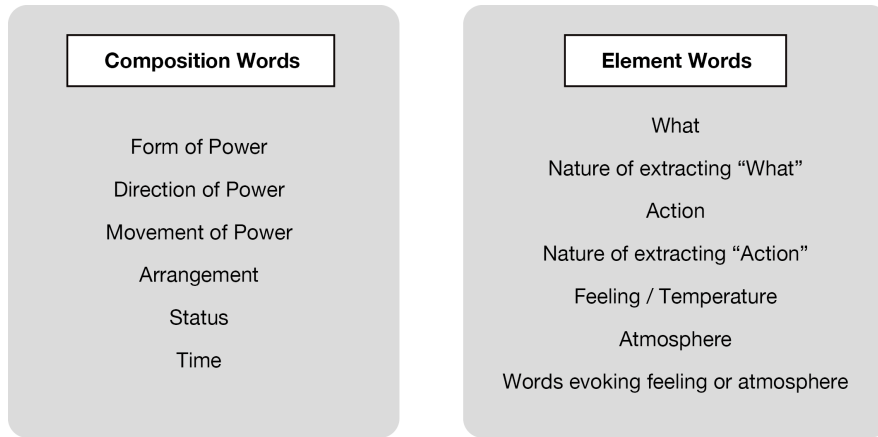 Composition Words
Form of Power
Direction of Power
Movement of Power
Arrangement
Status
Time
Element Words
What
Nature of extracting “What”
Action
Nature of extracting “Action”
Feeling / Temperature
Atmosphere
Words evoking feeling or atmosphere